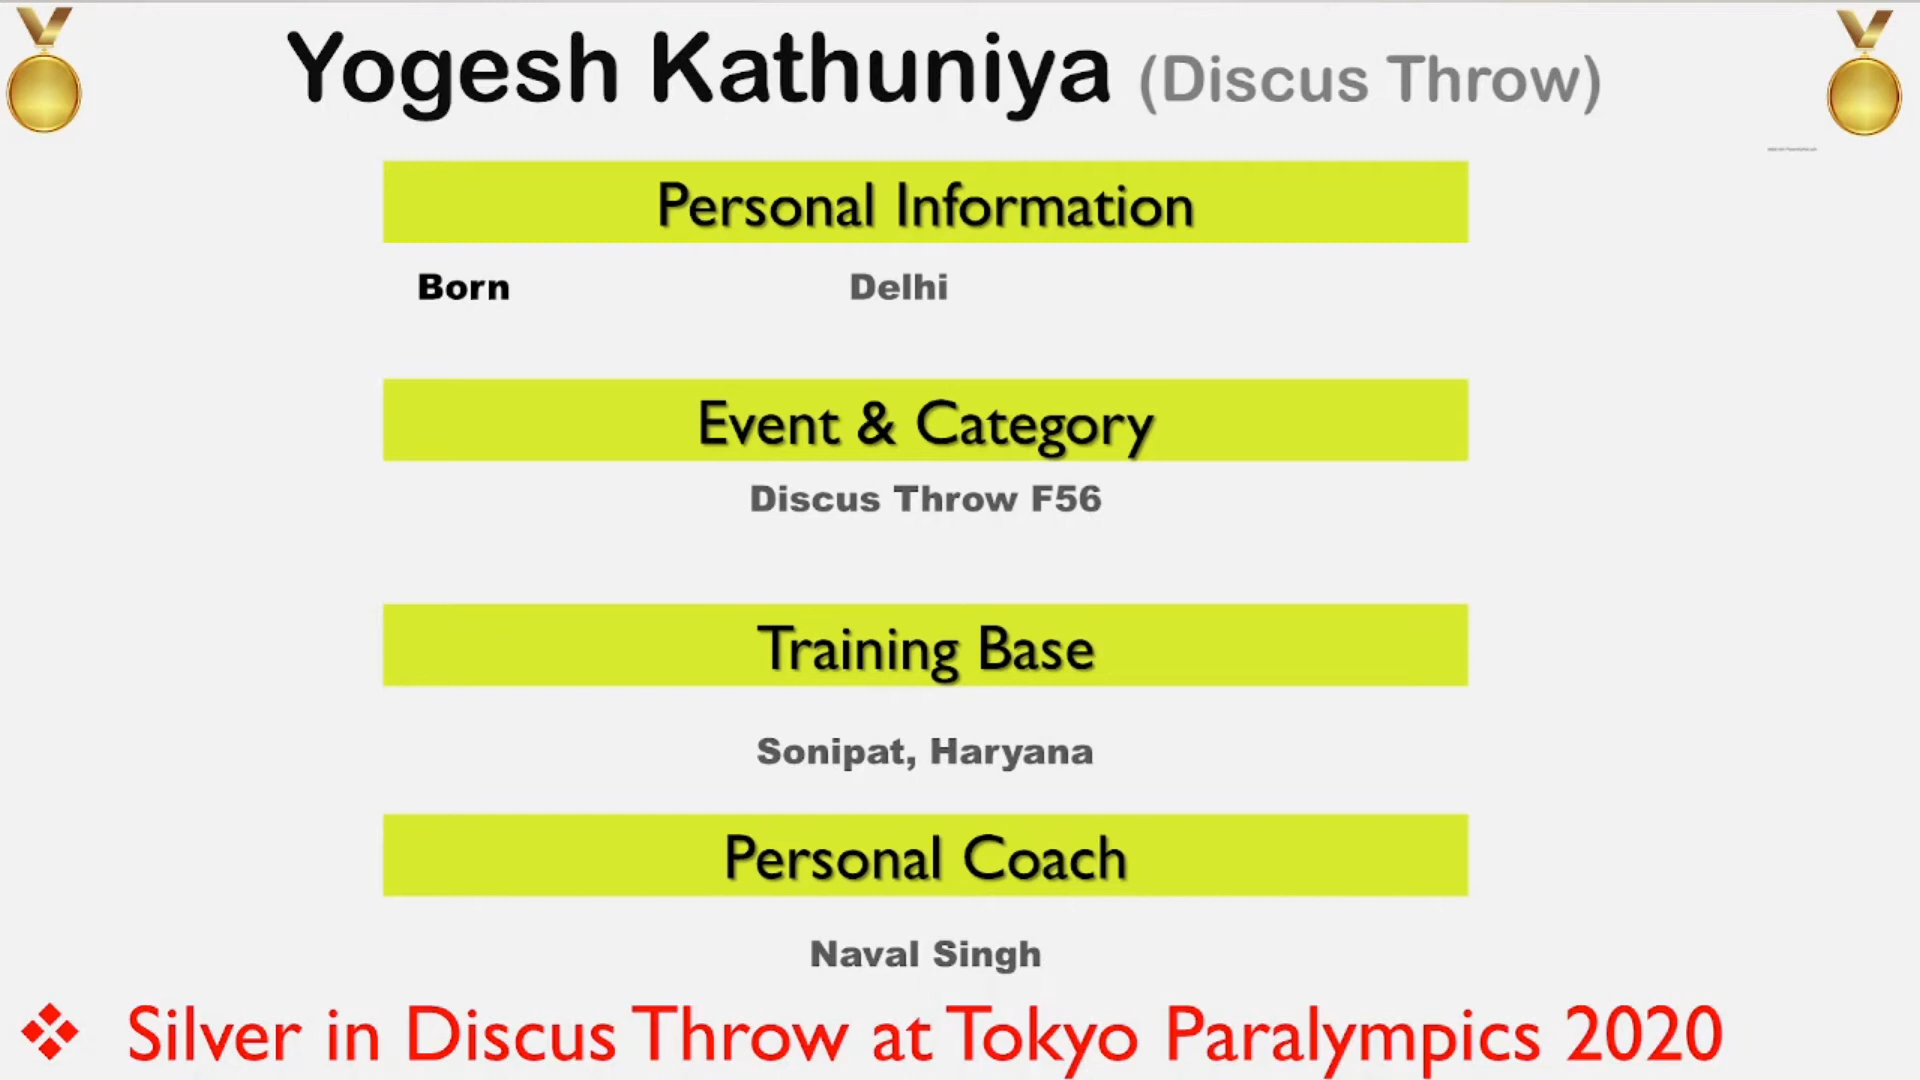 Yogesh Kathuniya (Discus Throw)
Personal Information
Born Delhi
Event & Category
Discus Throw F56
Training Base
Sonipat, Haryana
Personal Coach
Naval Singh
❖ Silver in Discus Throw at Tokyo Paralympics 2020